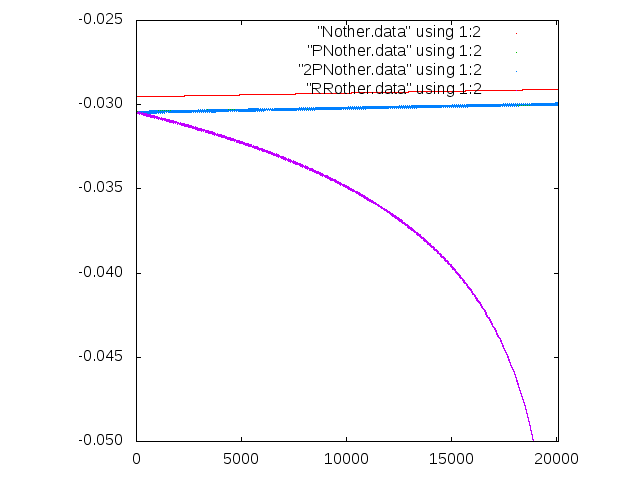 -0.025
"Nother.data" using 1:2
"PNother.data" using 1:2
"2PNother.data" using 1:2
"RRother.data" using 1:2
-0.030
-0.035
-0.040
-0.045
-0.050
0 5000 10000 15000 20000